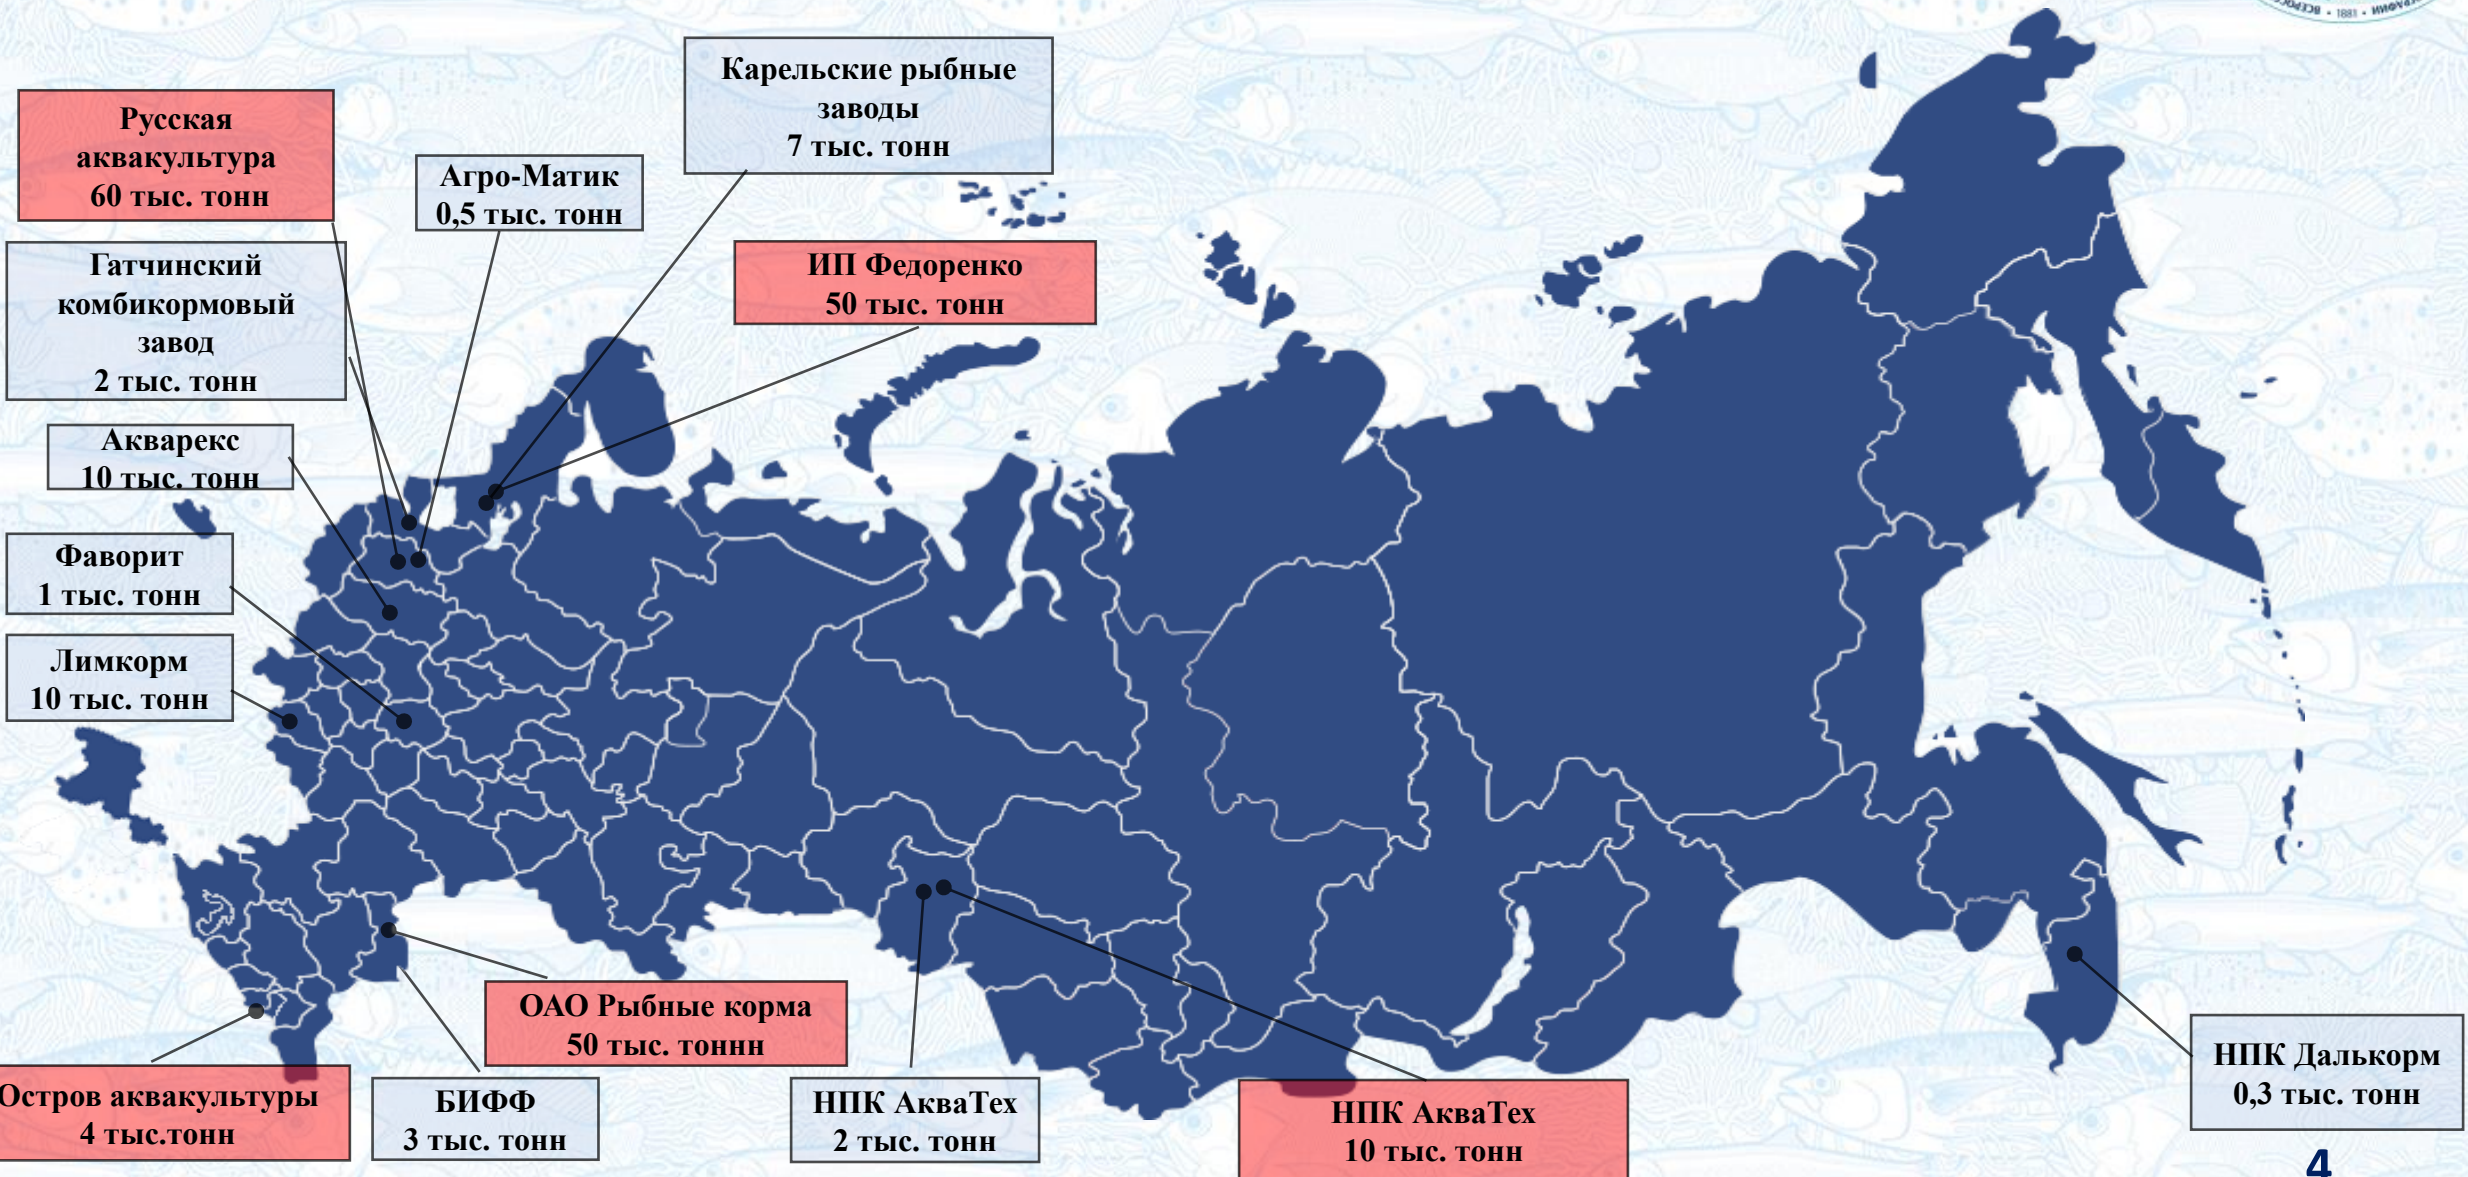 Карельские рыбные
заводы
7 тыс. тонн
Русская
аквакультура
60 тыс. тонн
Агро-Матик
0,5 тыс. тонн
Гатчинский
комбикормовый
завод
2 тыс. тонн
ИП Федоренко
50 тыс. тонн
Акварекс
10 тыс. тонн
Фаворит
1 тыс. тонн
Лимкорм
10 тыс. тонн
ОАО Рыбные корма
50 тыс. тоннн
Остров аквакультуры
4 тыс.тонн
БИФФ
3 тыс. тонн
НПК АкваТех
2 тыс. тонн
НПК АкваТех
10 тыс. тонн
НПК Далькорм
0,3 тыс. тонн
4
1881